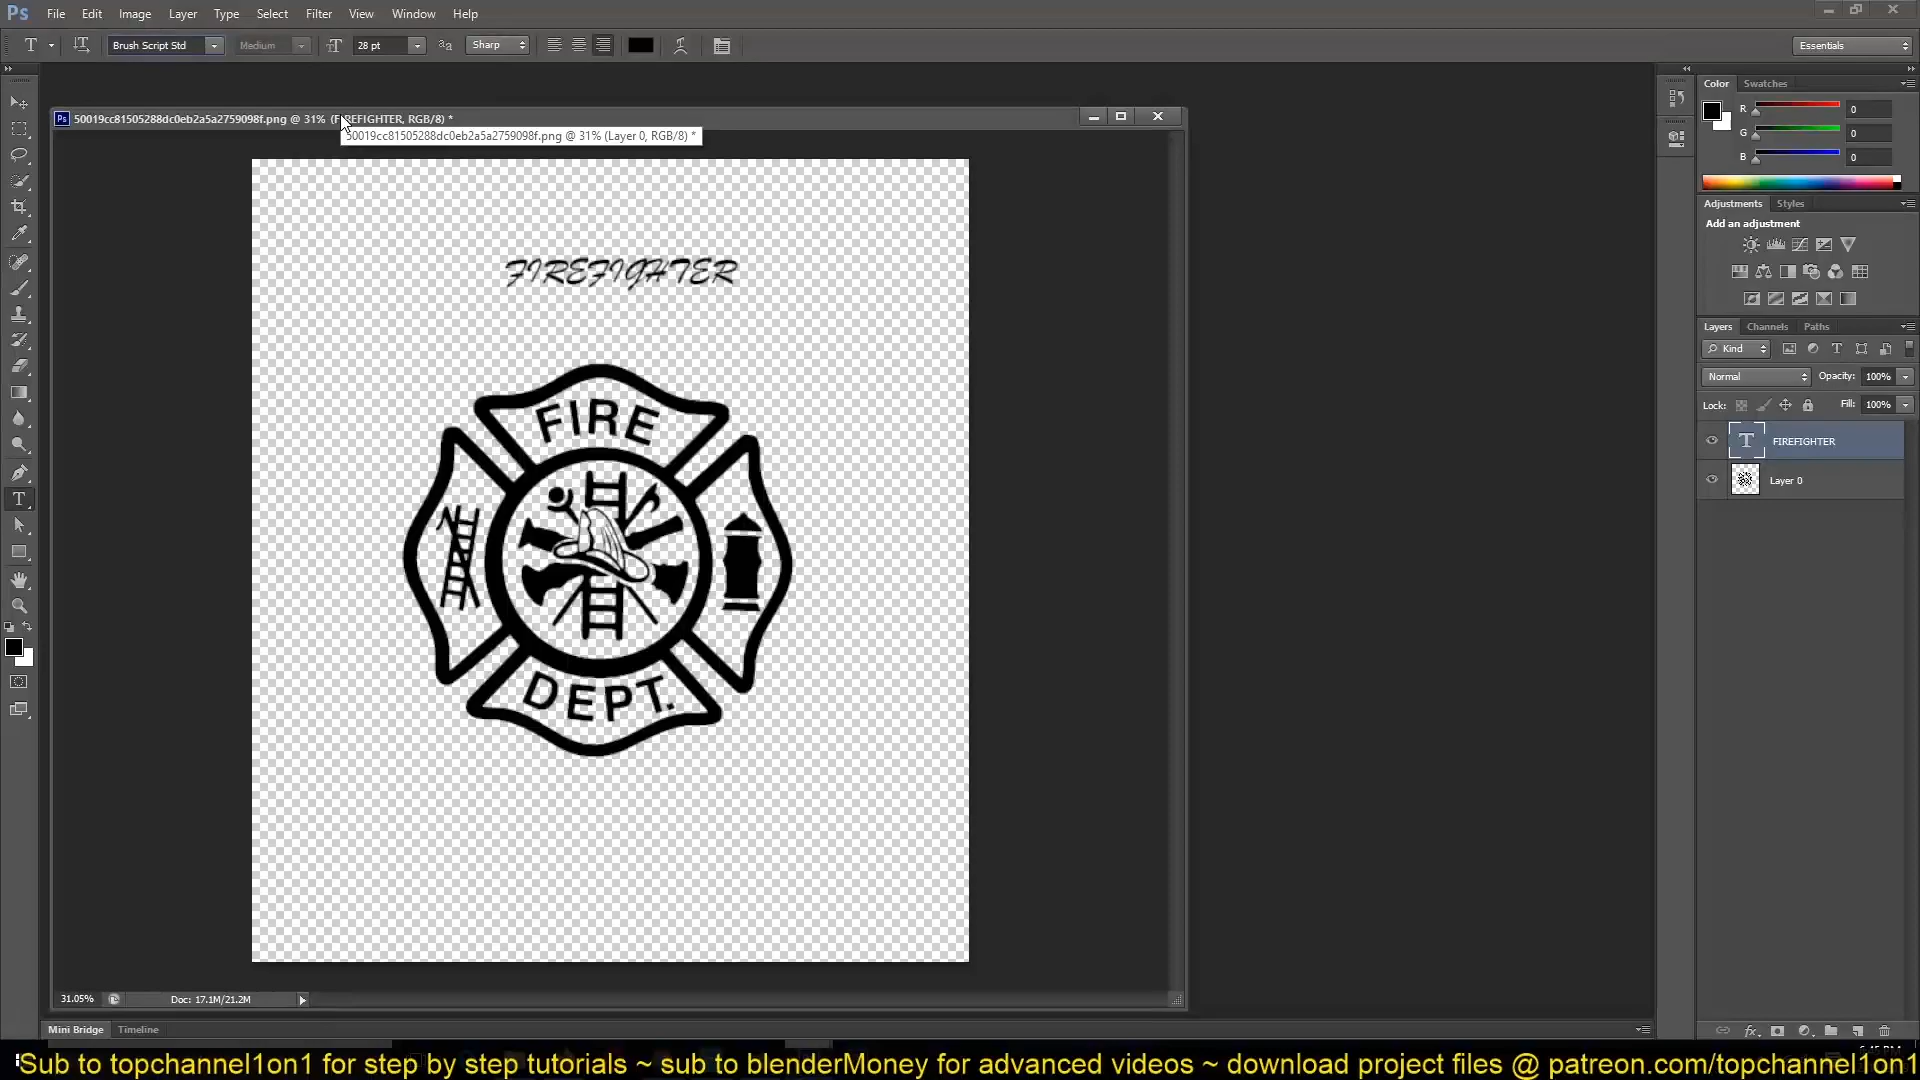 Ps File Edit Image Layer Type Select Filter View Window Help
T Brush Script Std Medium 28 pt Sharp Essentials
Ps 50019cc81505288dc0eb2a5a2759098f.png @ 31% (FIREFIGHTER, RGB/8) *
50019cc81505288dc0eb2a5a2759098f.png @ 31% (Layer 0, RGB/8) *
FIREFIGHTER
FIRE
DEPT.
31.05% Doc: 17.1M/21.2M
Mini Bridge Timeline
Color Swatches
R 0
G 0
B 0
Adjustments Styles
Add an adjustment
Layers Channels Paths
Kind
Normal Opacity: 100%
Lock: Fill: 100%
T FIREFIGHTER
Layer 0
Sub to topchannel1on1 for step by step tutorials ~ sub to blenderMoney for advanced videos ~ download project files @ patreon.com/topchannel1on1